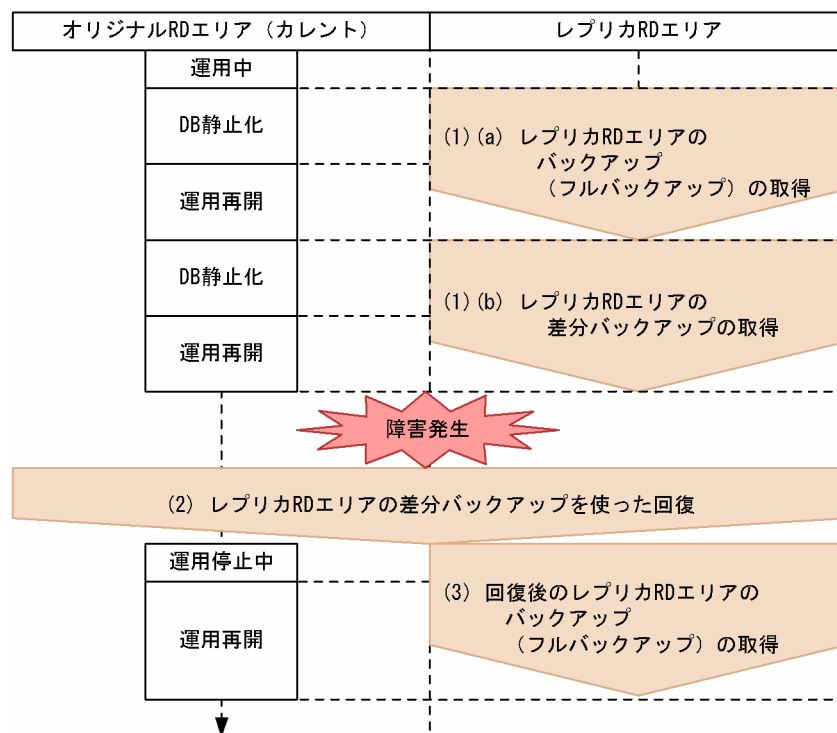 オリジナルRDエリア(カレント)
レプリカRDエリア
運用中
DB静止化
(1)(a) レプリカRDエリアの
バックアップ
(フルバックアップ)の取得
運用再開
DB静止化
(1)(b) レプリカRDエリアの
差分バックアップの取得
運用再開
障害発生
(2) レプリカRDエリアの差分バックアップを使った回復
運用停止中
(3) 回復後のレプリカRDエリアの
バックアップ
(フルバックアップ)の取得
運用再開